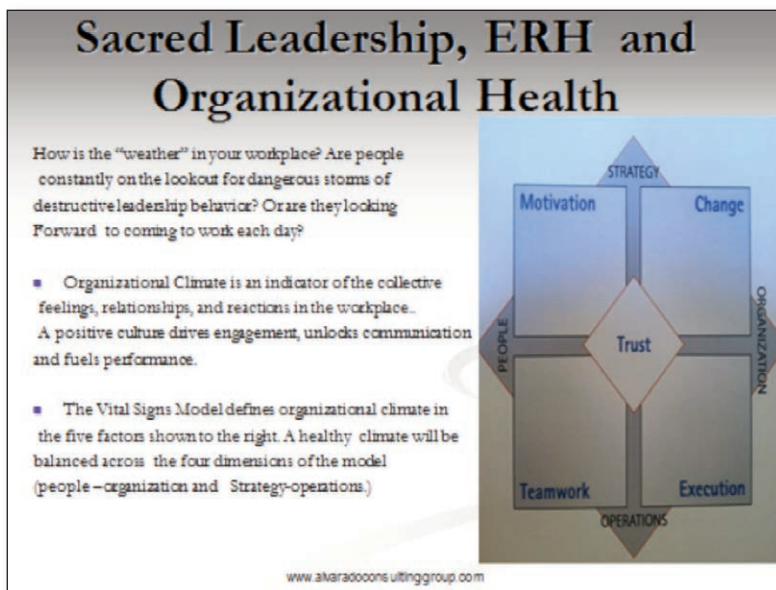 Sacred Leadership, ERH and
Organizational Health
How is the “weather” in your workplace? Are people
constantly on the lookout for dangerous storms of
destructive leadership behavior? Or are they looking
Forward to coming to work each day?
■ Organizational Climate is an indicator of the collective
feelings, relationships, and reactions in the workplace..
A positive culture drives engagement, unlocks communication
and fuels performance.
■ The Vital Signs Model defines organizational climate in
the five factors shown to the right. A healthy climate will be
balanced across the four dimensions of the model
(people –organization and Strategy-operations.)
STRATEGY
Motivation
Change
PEOPLE
Trust
ORGANIZATION
Teamwork
Execution
OPERATIONS
www.alvaradoconsultinggroup.com